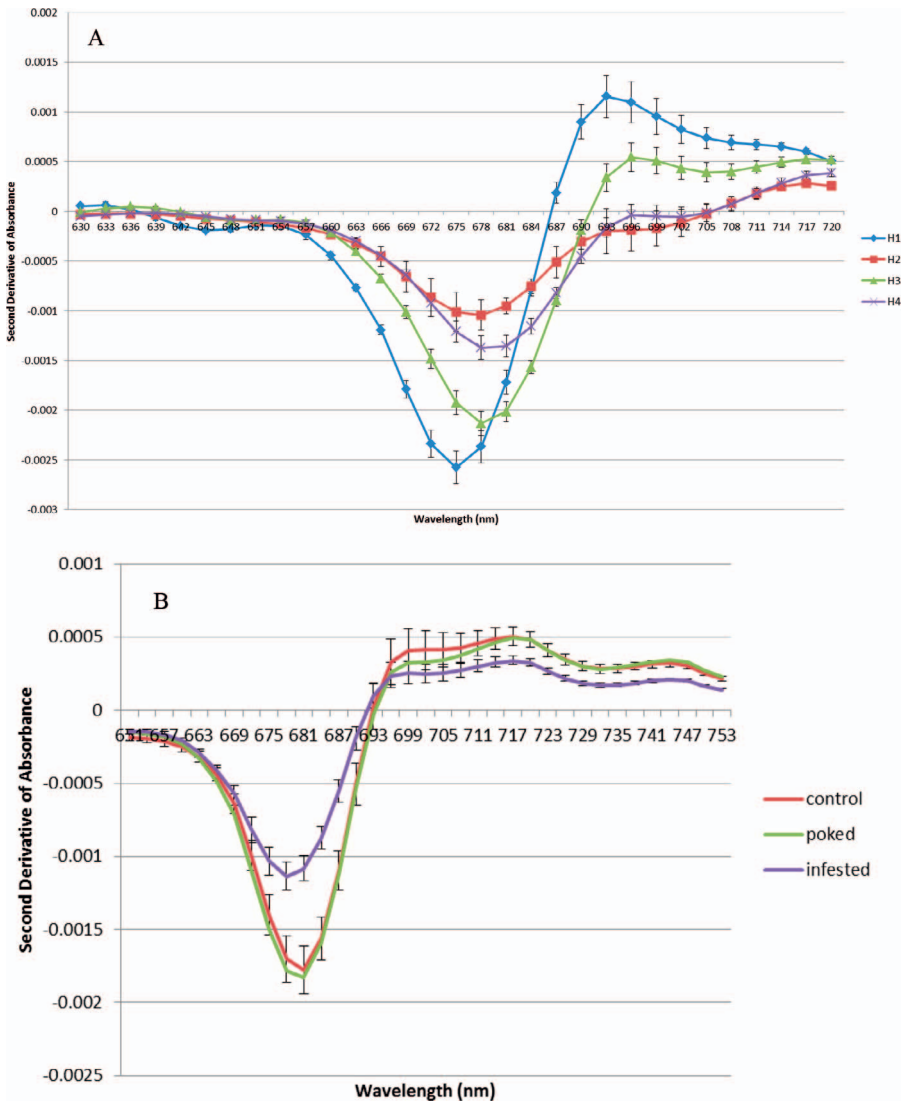 A
0.002
0.0015
0.001
0.0005
0
-0.0005
-0.001
-0.0015
-0.002
-0.0025
-0.003
Second Derivative of Absorbance
630 633 636 639 642 645 648 651 654 657 660 663 666 669 672 675 678 681 684 687 690 693 696 699 702 705 708 711 714 717 720
Wavelength (nm)
H1
H2
H3
H4
B
0.001
0.0005
0
-0.0005
-0.001
-0.0015
-0.002
-0.0025
Second Derivative of Absorbance
651 657 663 669 675 681 687 693 699 705 711 717 723 729 735 741 747 753
Wavelength (nm)
control
poked
infested